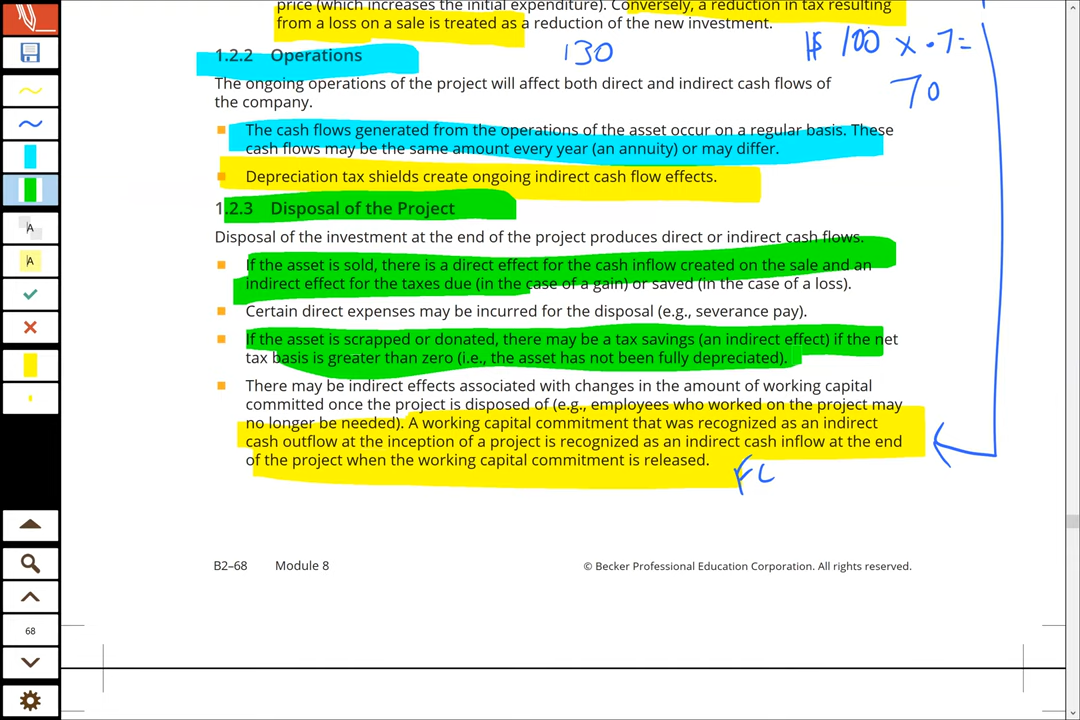 price (which increases the initial expenditure). Conversely, a reduction in tax resulting
from a loss on a sale is treated as a reduction of the new investment.
130
$ 100 x .7 =
70
1.2.2 Operations
The ongoing operations of the project will affect both direct and indirect cash flows of
the company.
■ The cash flows generated from the operations of the asset occur on a regular basis. These
cash flows may be the same amount every year (an annuity) or may differ.
■ Depreciation tax shields create ongoing indirect cash flow effects.
1.2.3 Disposal of the Project
Disposal of the investment at the end of the project produces direct or indirect cash flows.
■ If the asset is sold, there is a direct effect for the cash inflow created on the sale and an
indirect effect for the taxes due (in the case of a gain) or saved (in the case of a loss).
■ Certain direct expenses may be incurred for the disposal (e.g., severance pay).
■ If the asset is scrapped or donated, there may be a tax savings (an indirect effect) if the net
tax basis is greater than zero (i.e., the asset has not been fully depreciated).
■ There may be indirect effects associated with changes in the amount of working capital
committed once the project is disposed of (e.g., employees who worked on the project may
no longer be needed). A working capital commitment that was recognized as an indirect
cash outflow at the inception of a project is recognized as an indirect cash inflow at the end
of the project when the working capital commitment is released.
B2–68 Module 8 © Becker Professional Education Corporation. All rights reserved.
A
A
68